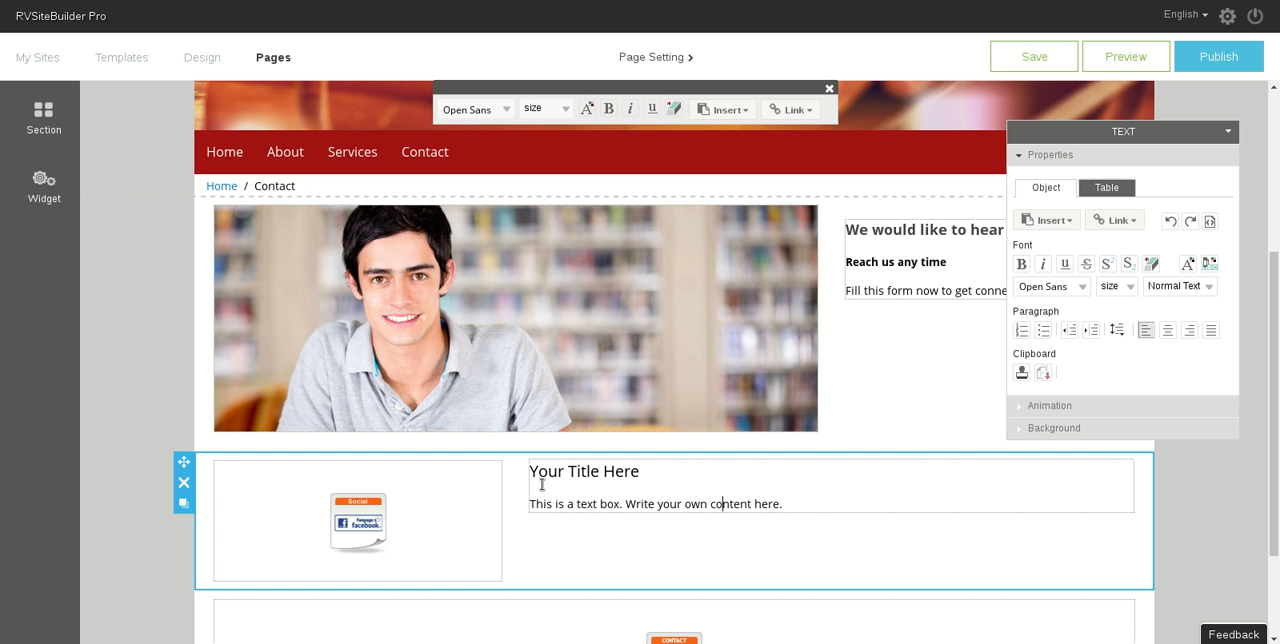 RVSiteBuilder Pro
English
My Sites
Templates
Design
Pages
Page Setting
Save
Preview
Publish
Section
Widget
Open Sans
size
A
B
i
u
Insert
Link
Home
About
Services
Contact
Home / Contact
We would like to hear
Reach us any time
Fill this form now to get conne
TEXT
Properties
Object
Table
Insert
Link
Font
Open Sans
size
Normal Text
Paragraph
Clipboard
Animation
Background
Social
facebook.
Your Title Here
This is a text box. Write your own content here.
CONTACT
Feedback